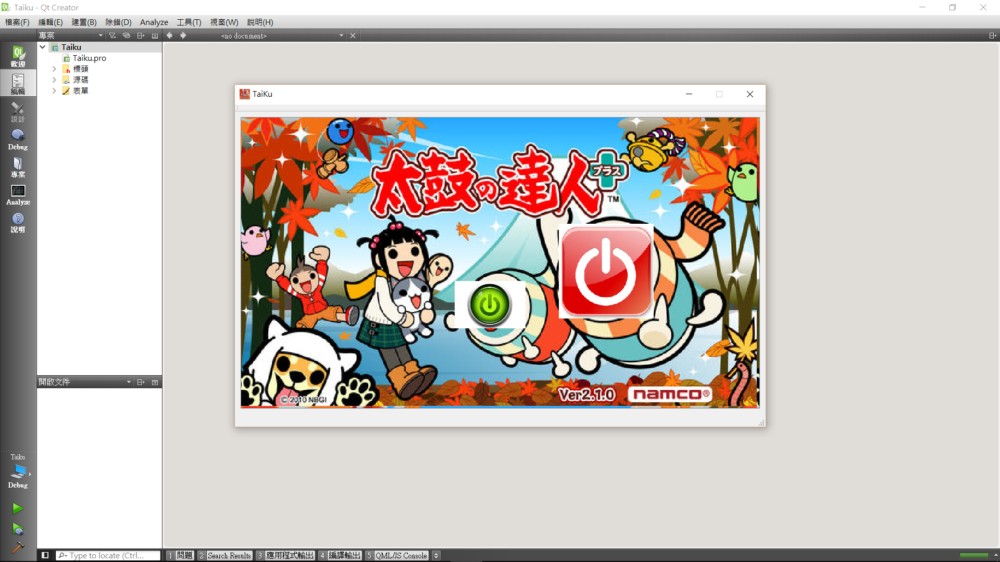 Taiku - Qt Creator
檔案(F) 編輯(E) 建置(B) 除錯(D) Analyze 工具(T) 視窗(W) 說明(H)
專案
<no document>
Qt
歡迎
編輯
設計
Debug
專案
Analyze
說明
Taiku
Taiku.pro
標頭
源碼
表單
TaiKu
太鼓の達人
プラス
TM
© 2010 NBGI
Ver2.1.0
namco®
開啟文件
Taiku
Debug
Type to locate (Ctrl...
1 問題 2 Search Results 3 應用程式輸出 4 編譯輸出 5 QML/JS Console